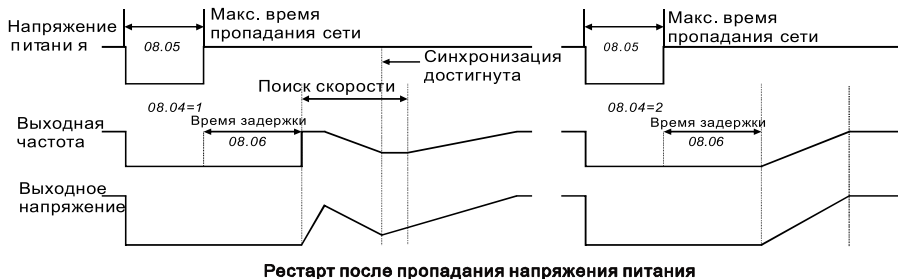 Напряжение
питани я
08.05
Макс. время
пропадания сети
Синхронизация
достигнута
Поиск скорости
08.04=1
Время задержки
08.06
Выходная
частота
Выходное
напряжение
08.05
Макс. время
пропадания сети
08.04=2
Время задержки
08.06
Рестарт после пропадания напряжения питания